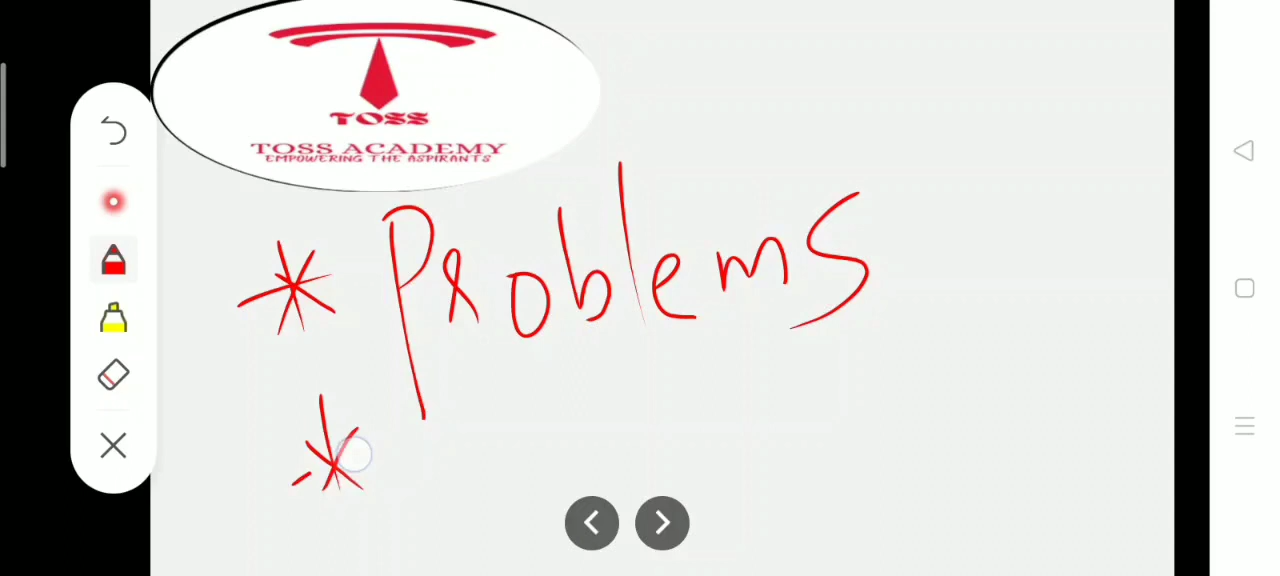 TOSS
TOSS ACADEMY
EMPOWERING THE ASPIRANTS
* Problems
*